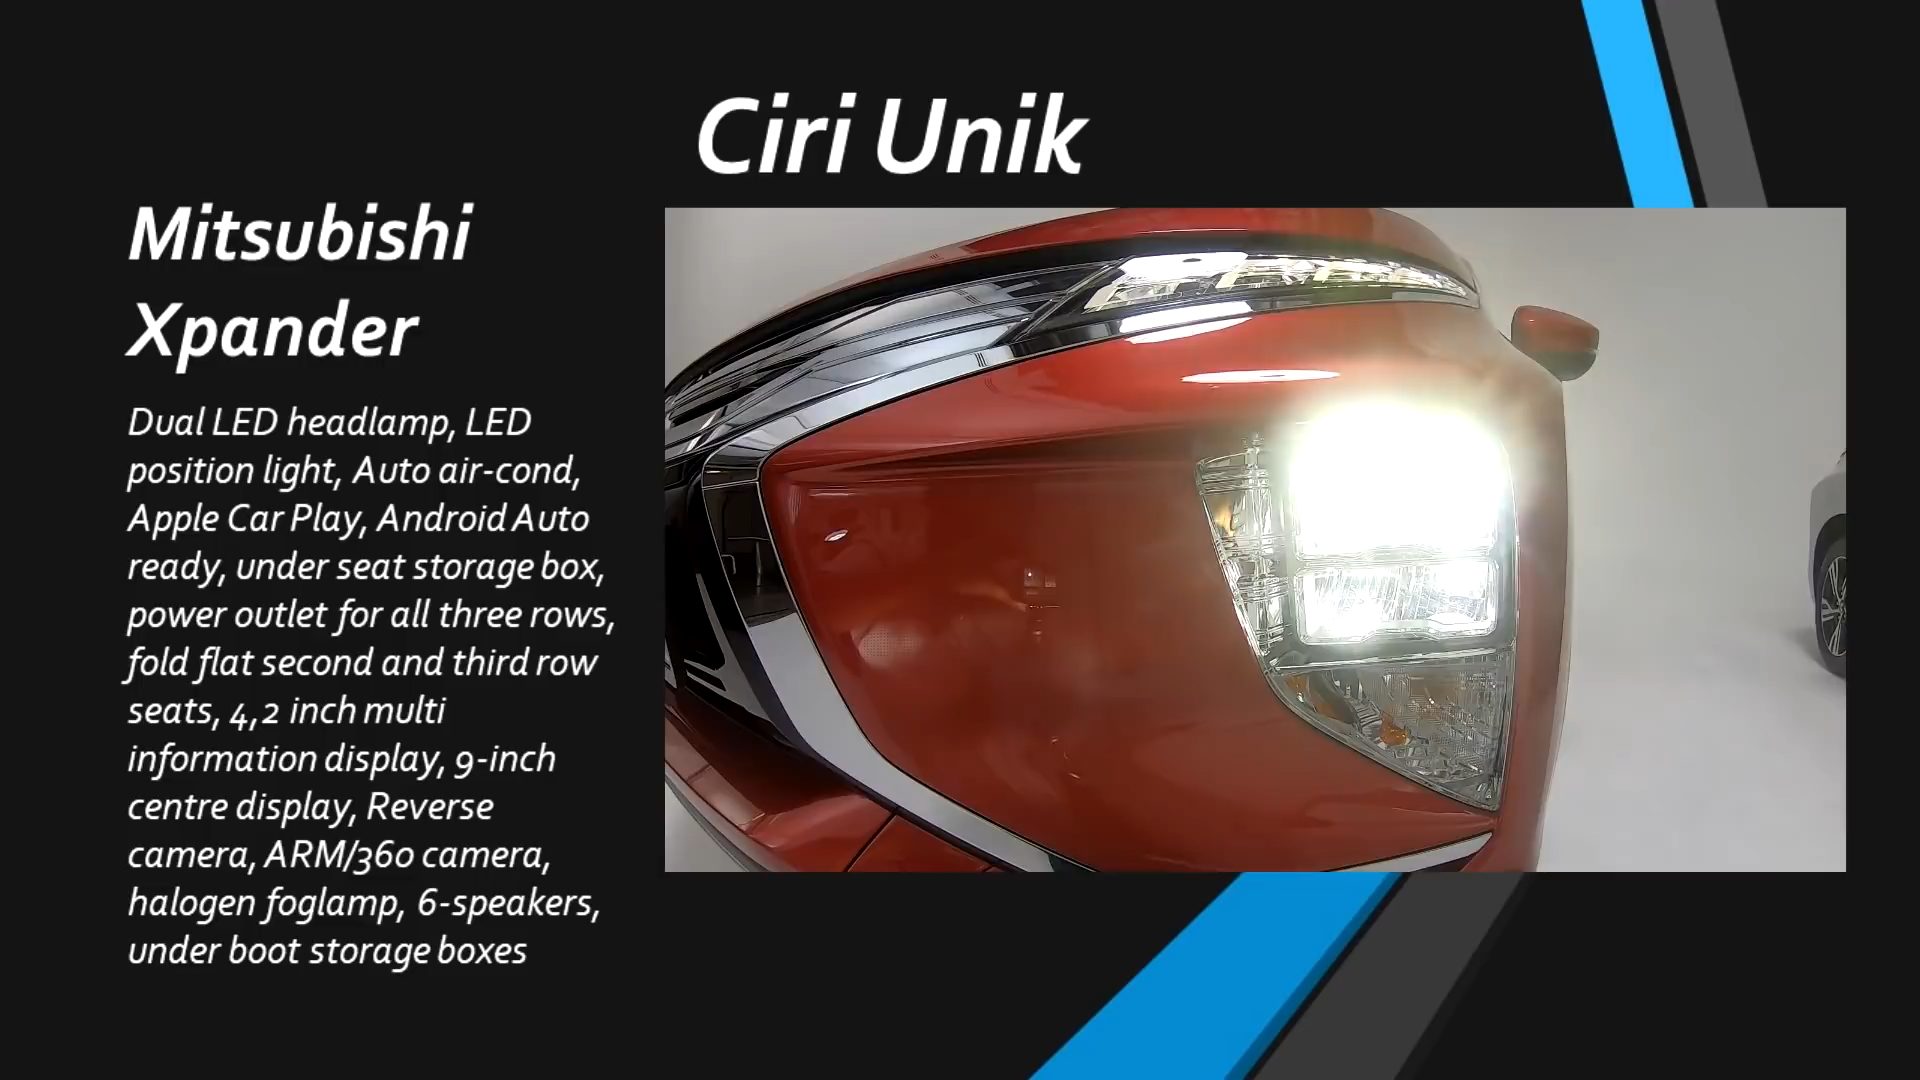 Ciri Unik
Mitsubishi
Xpander
Dual LED headlamp, LED
position light, Auto air-cond,
Apple Car Play, Android Auto
ready, under seat storage box,
power outlet for all three rows,
fold flat second and third row
seats, 4,2 inch multi
information display, 9-inch
centre display, Reverse
camera, ARM/360 camera,
halogen foglamp, 6-speakers,
under boot storage boxes